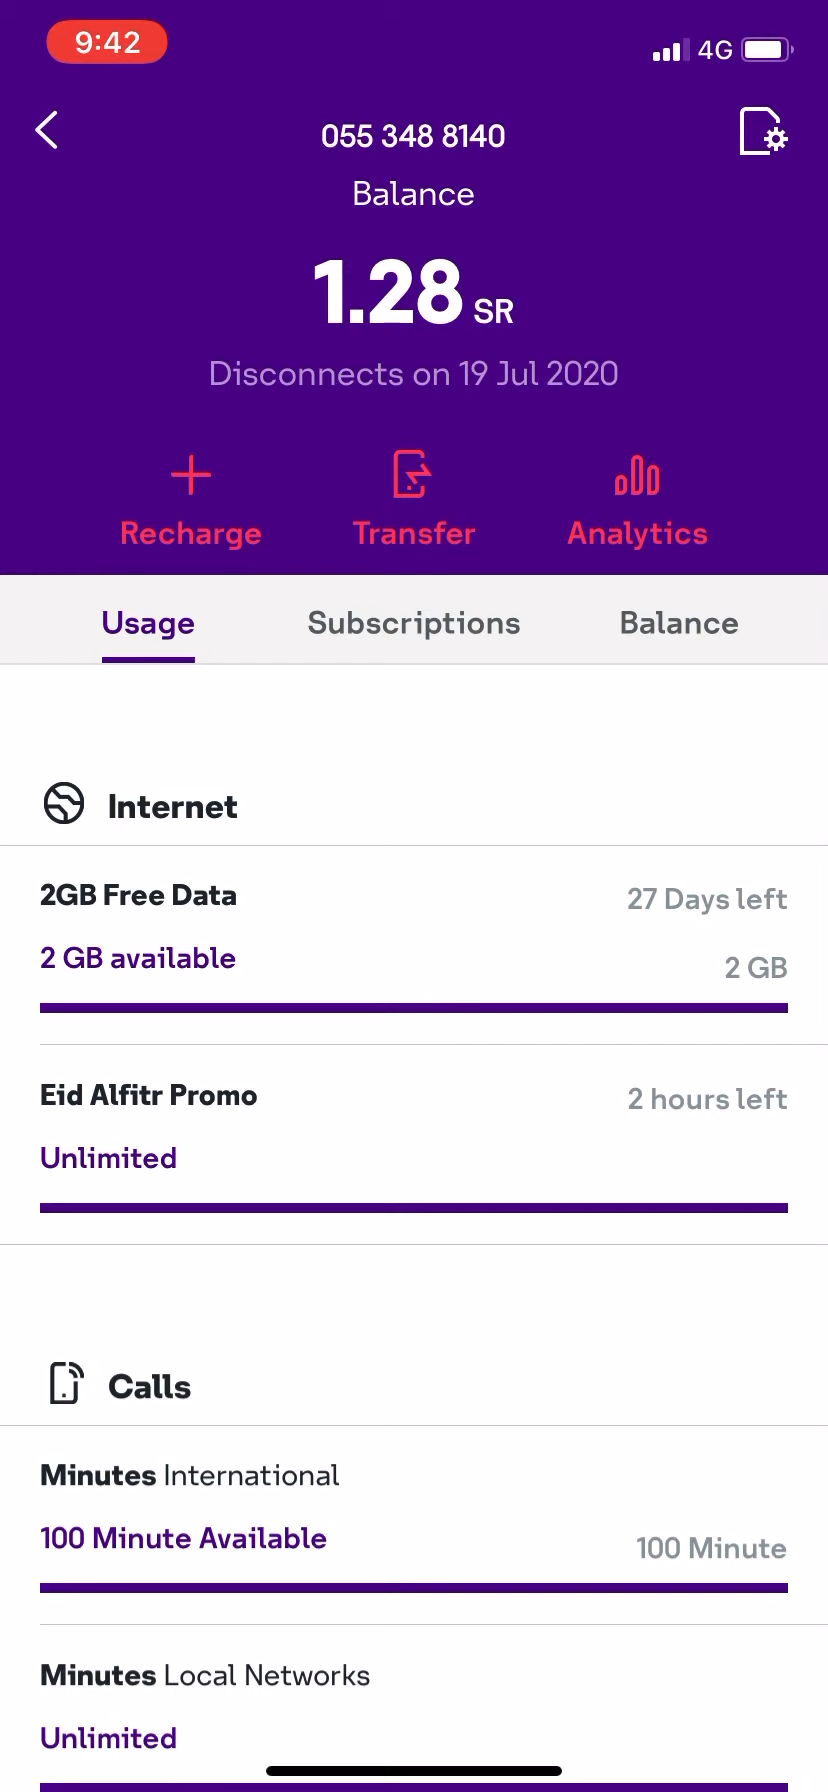 9:42
4G
055 348 8140
Balance
1.28 SR
Disconnects on 19 Jul 2020
Recharge Transfer Analytics
Usage Subscriptions Balance
Internet
2GB Free Data 27 Days left
2 GB available 2 GB
Eid Alfitr Promo 2 hours left
Unlimited
Calls
Minutes International
100 Minute Available 100 Minute
Minutes Local Networks
Unlimited